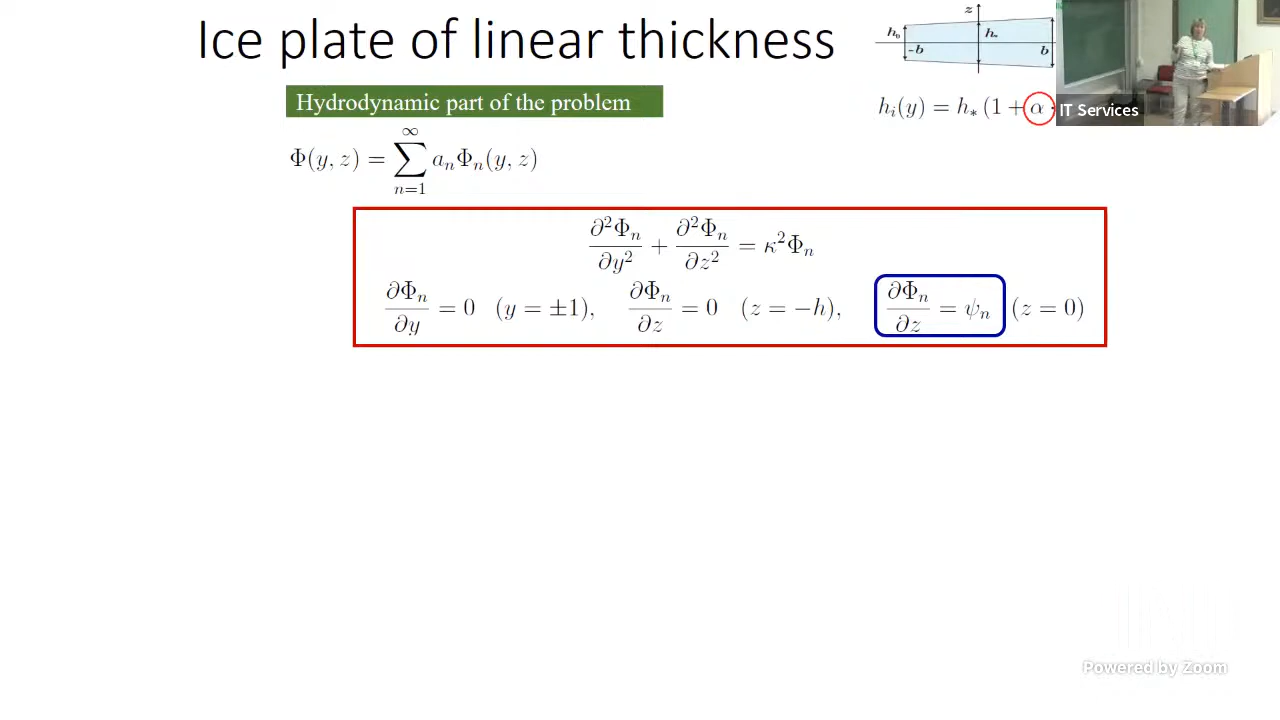 Ice plate of linear thickness
z
h₀
h*
-b
b
Hydrodynamic part of the problem
h_i(y) = h_* (1 + α
IT Services
Φ(y, z) = ∑_{n=1}^{∞} a_n Φ_n(y, z)
∂²Φ_n/∂y² + ∂²Φ_n/∂z² = κ²Φ_n
∂Φ_n/∂y = 0 (y = ±1), ∂Φ_n/∂z = 0 (z = −h), ∂Φ_n/∂z = ψ_n (z = 0)
Powered by Zoom